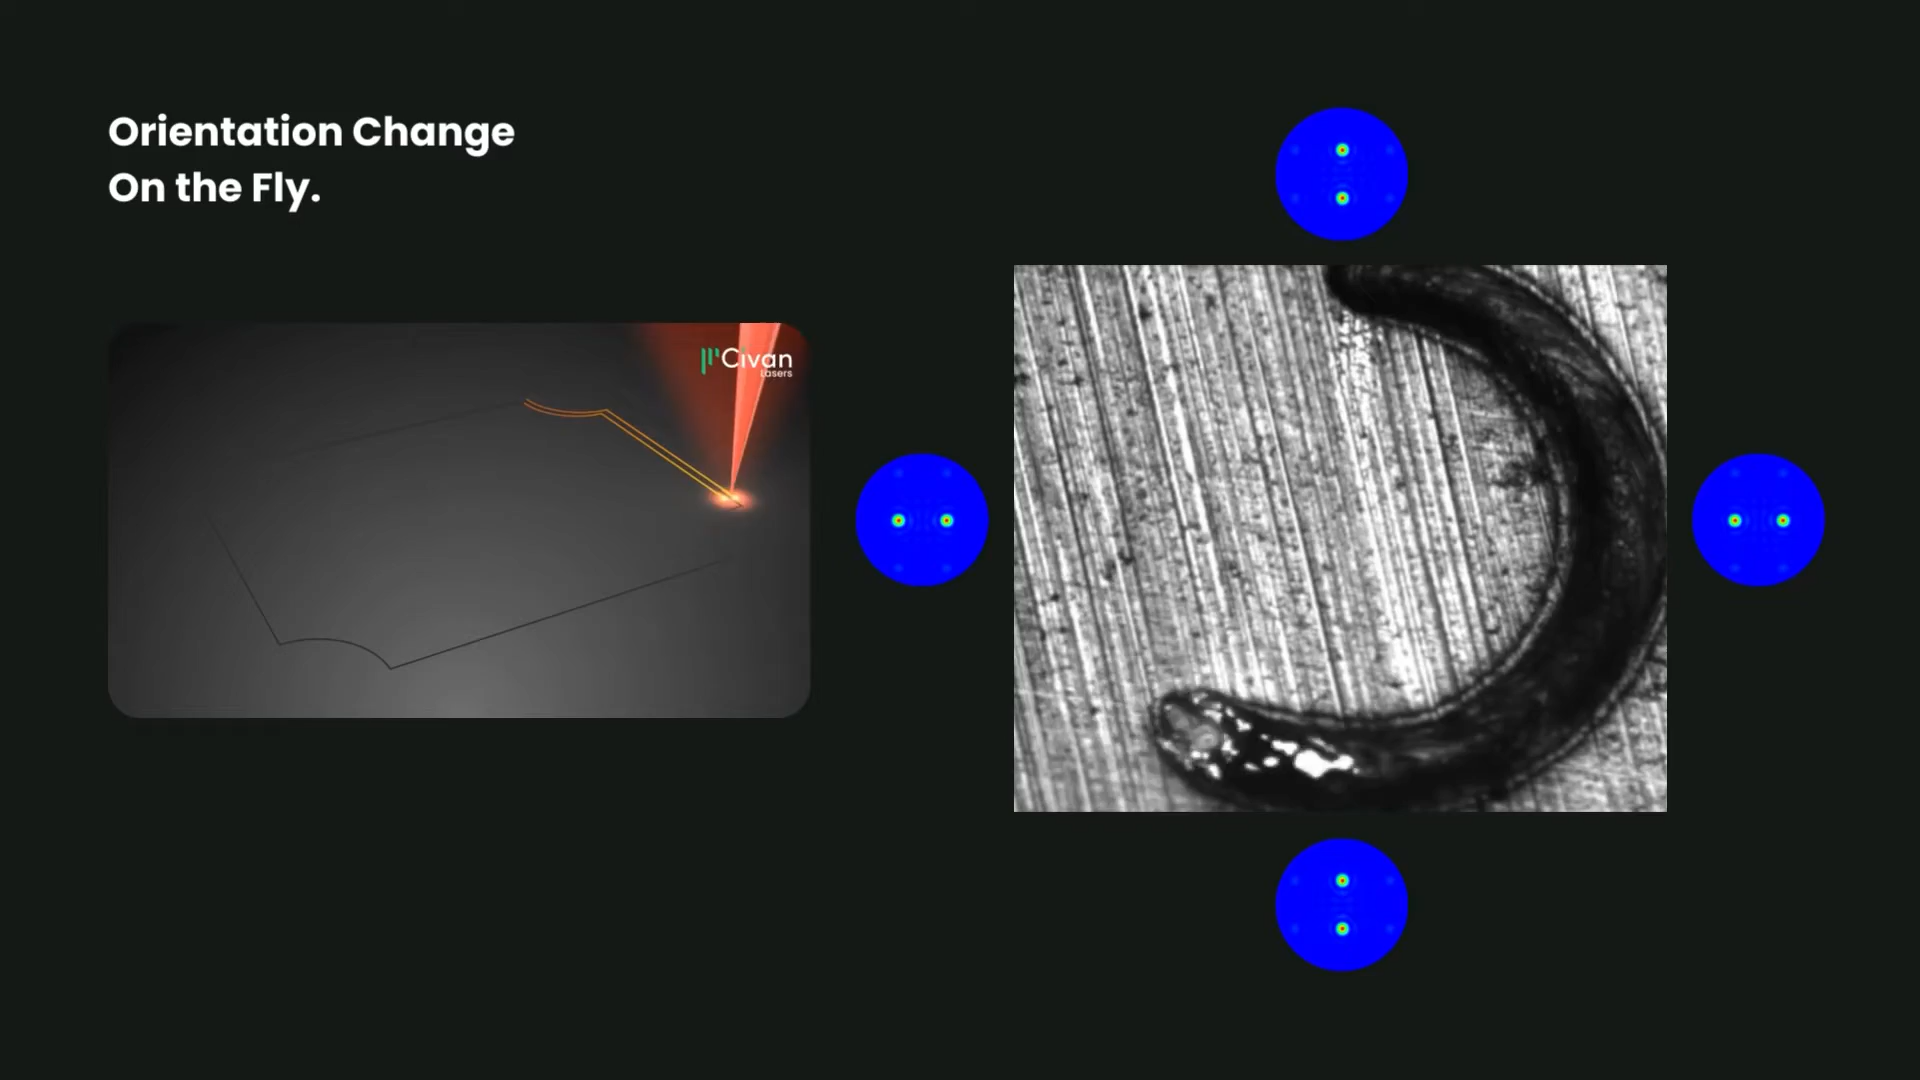 Orientation Change
On the Fly.
Civan
Lasers